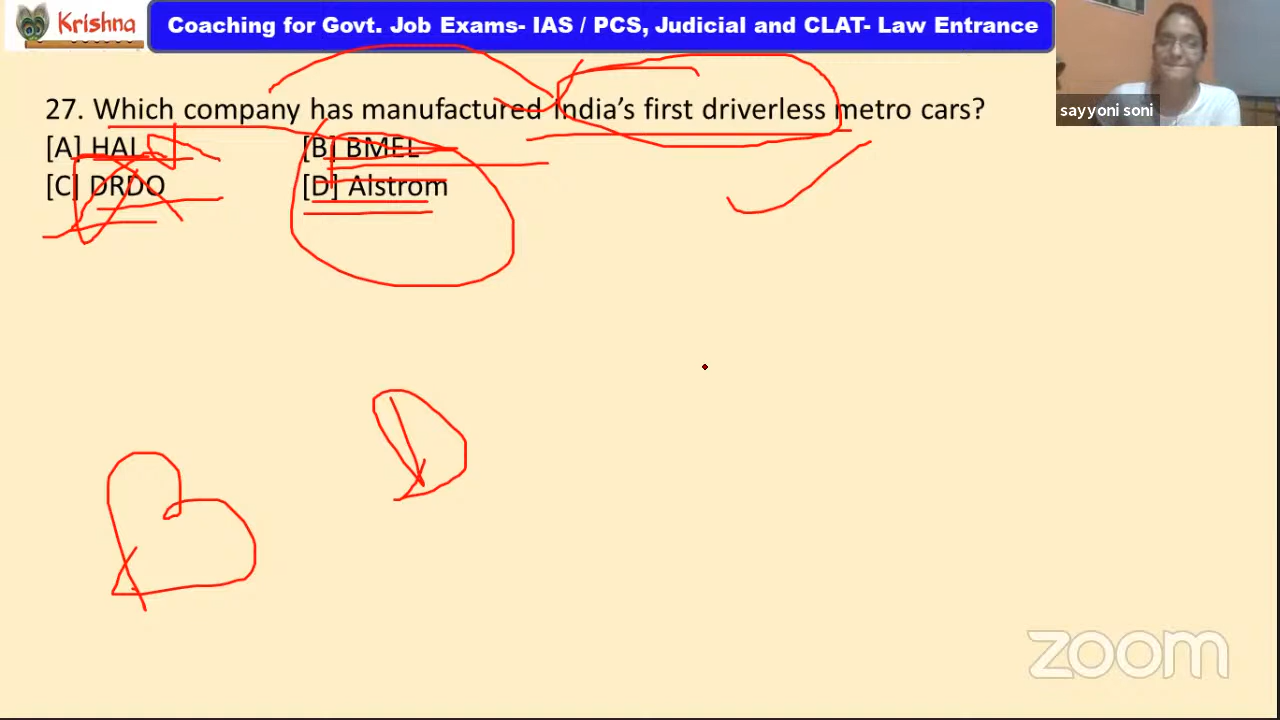 Krishna
Coaching for Govt. Job Exams- IAS / PCS, Judicial and CLAT- Law Entrance
sayyoni soni
27. Which company has manufactured India's first driverless metro cars?
[A] HAL [B] BMEL
[C] DRDO [D] Alstrom
B
D
zoom